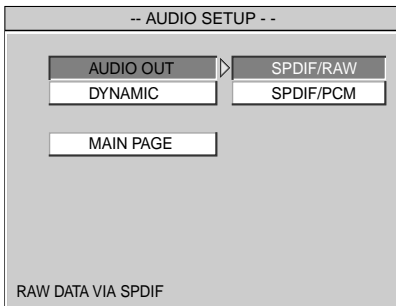 -- AUDIO SETUP - -
AUDIO OUT
SPDIF/RAW
DYNAMIC
SPDIF/PCM
MAIN PAGE
RAW DATA VIA SPDIF